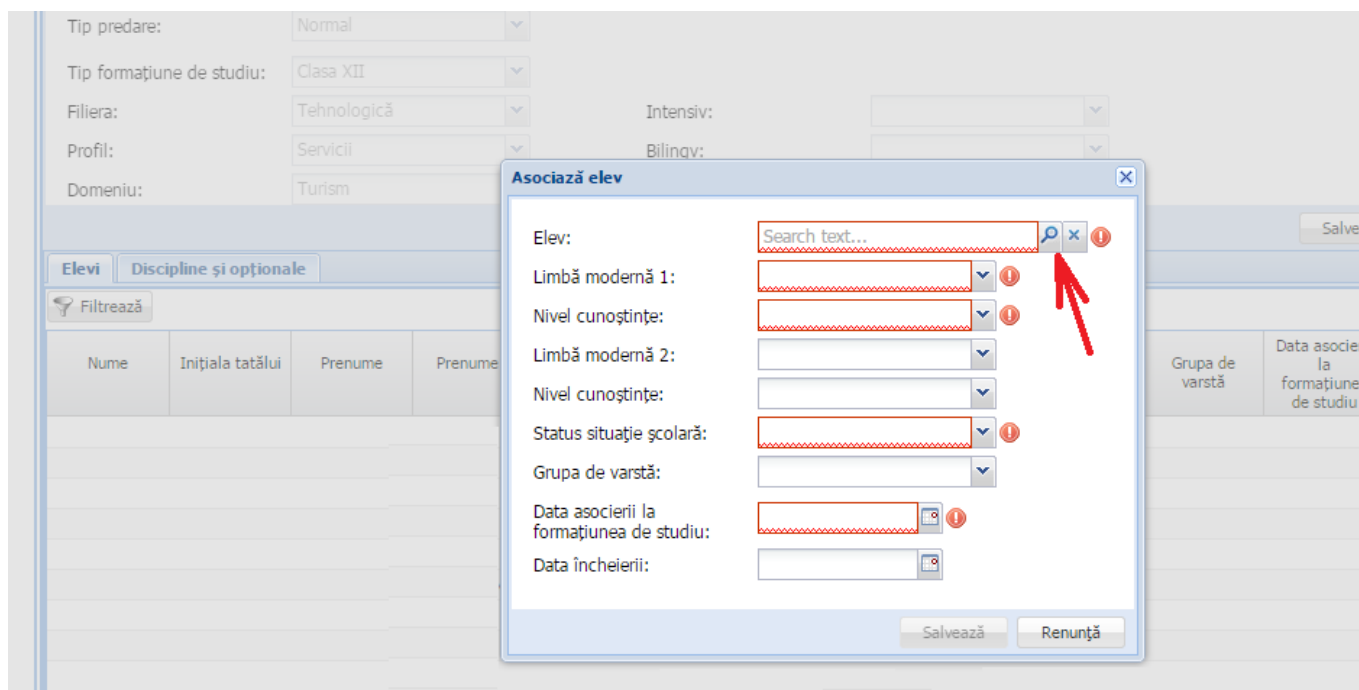 Tip predare: Normal
Tip formațiune de studiu: Clasa XII
Filiera: Tehnologică Intensiv:
Profil: Servicii Bilingv:
Domeniu: Turism
Salve
Elevi Discipline și opționale
Filtrează
Nume Inițiala tatălui Prenume Prenume Grupa de varstă Data asocie la formațiune de studiu
Asociază elev
Elev: Search text...
Limbă modernă 1:
Nivel cunoștințe:
Limbă modernă 2:
Nivel cunoștințe:
Status situație școlară:
Grupa de varstă:
Data asocierii la
formațiunea de studiu:
Data încheierii:
Salvează Renunță